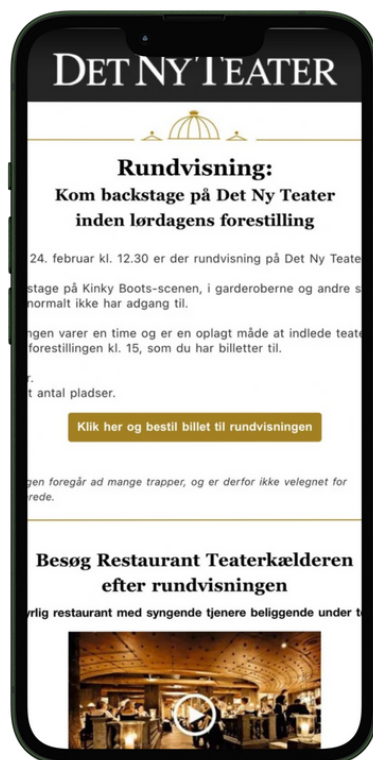 DET NY TEATER
Rundvisning:
Kom backstage på Det Ny Teater
inden lørdagens forestilling
24. februar kl. 12.30 er der rundvisning på Det Ny Teate
stage på Kinky Boots-scenen, i garderoberne og andre s
normalt ikke har adgang til.
ngen varer en time og er en oplagt måde at indlede teate
forestillingen kl. 15, som du har billetter til.
r.
t antal pladser.
Klik her og bestil billet til rundvisningen
gen foregår ad mange trapper, og er derfor ikke velegnet for
rede.
Besøg Restaurant Teaterkælderen
efter rundvisningen
yrlig restaurant med syngende tjenere beliggende under t